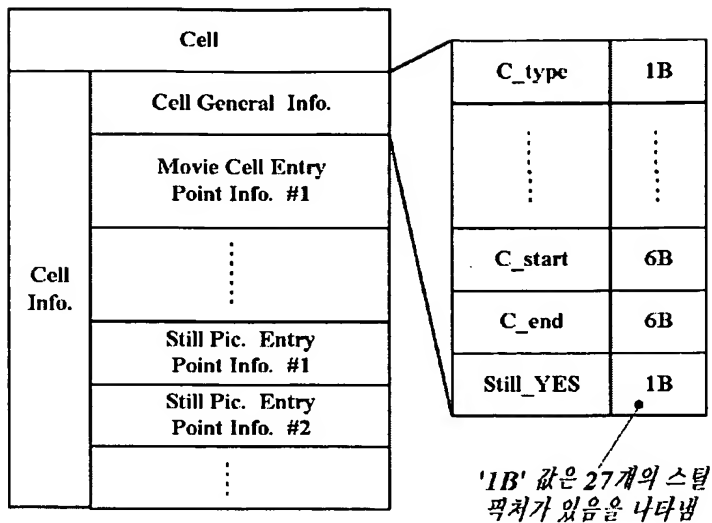 Cell
Cell General Info.
Movie Cell Entry
Point Info. #1
Cell
Info.
Still Pic. Entry
Point Info. #1
Still Pic. Entry
Point Info. #2
C_type 1B
C_start 6B
C_end 6B
Still_YES 1B
'1B' 값은 27개의 스틸
픽처가 있음을 나타냄